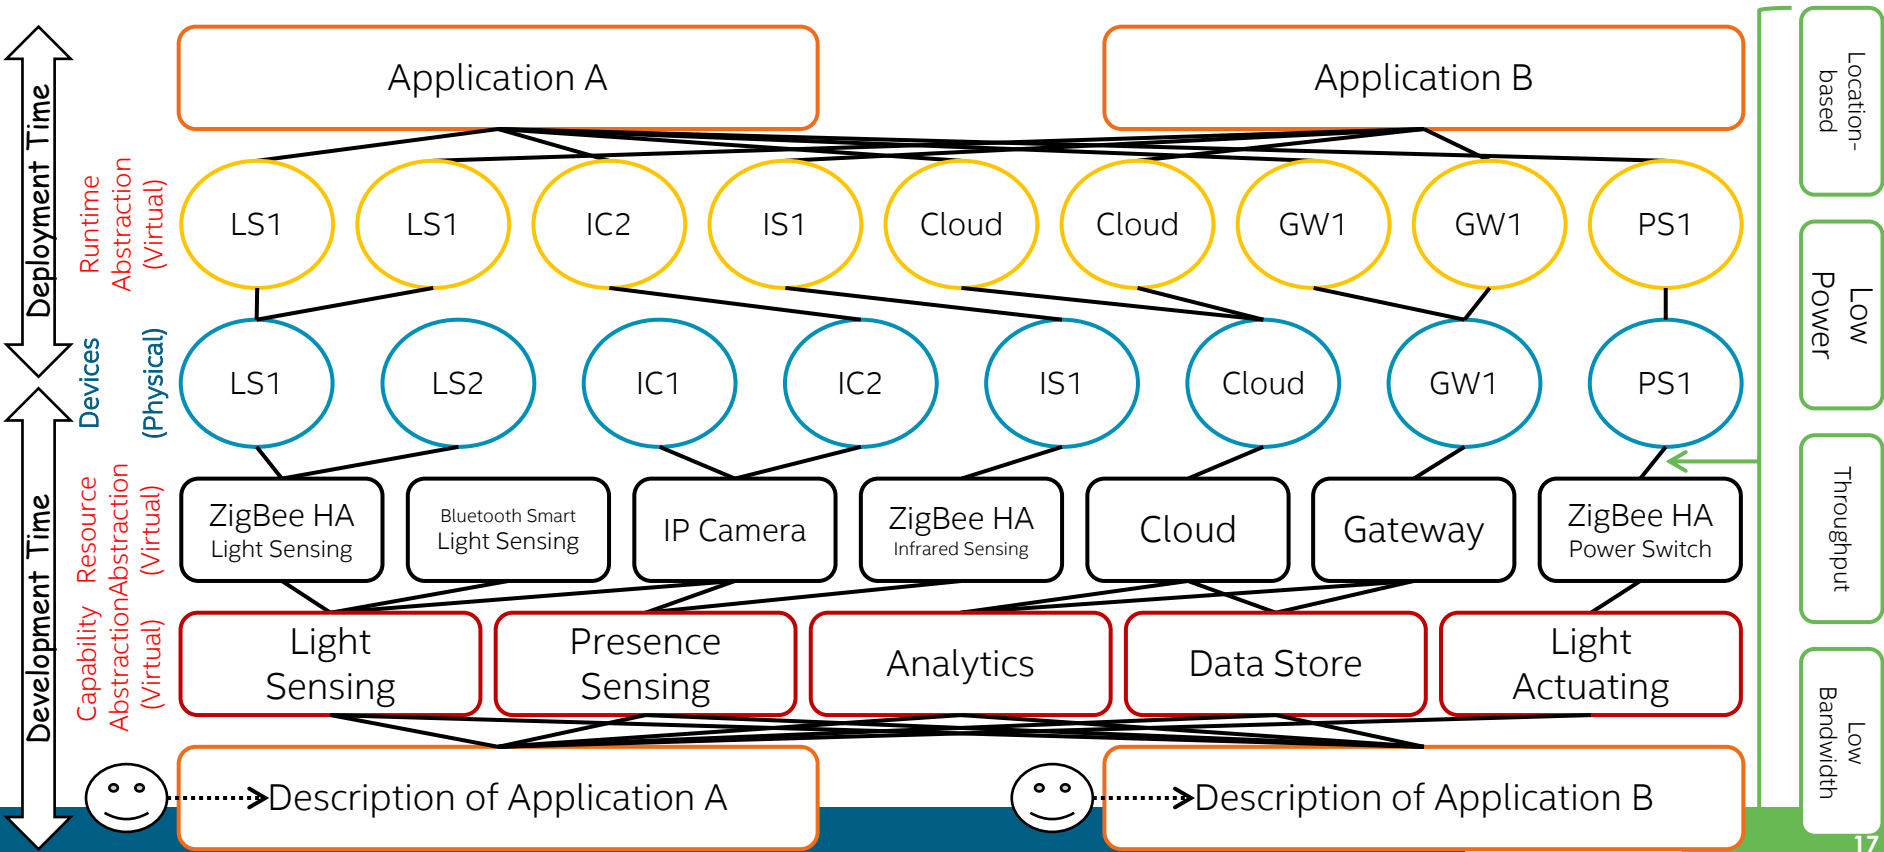 Application A
Application B
Location-
based
Deployment Time
Runtime
Abstraction
(Virtual)
LS1
LS1
IC2
IS1
Cloud
Cloud
GW1
GW1
PS1
Low
Power
Devices
(Physical)
LS1
LS2
IC1
IC2
IS1
Cloud
GW1
PS1
Development Time
Resource
Abstraction
(Virtual)
ZigBee HA
Light Sensing
Bluetooth Smart
Light Sensing
IP Camera
ZigBee HA
Infrared Sensing
Cloud
Gateway
ZigBee HA
Power Switch
Throughput
Capability
Abstraction
(Virtual)
Light
Sensing
Presence
Sensing
Analytics
Data Store
Light
Actuating
Low
Bandwidth
Description of Application A
Description of Application B
17